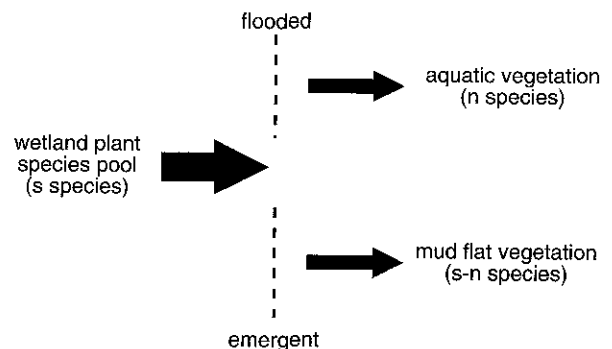 flooded
aquatic vegetation
(n species)
wetland plant
species pool
(s species)
mud flat vegetation
(s-n species)
emergent